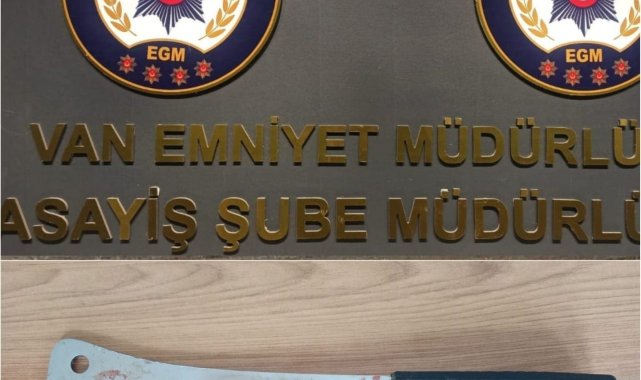 EGM
EGM
VAN EMNİYET MÜDÜRLÜ
ASAYİŞ ŞUBE MÜDÜRLÜ